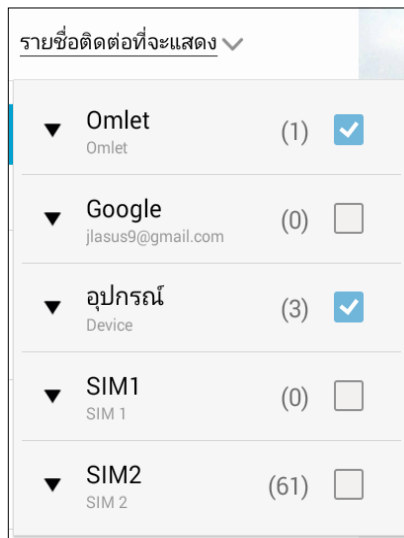 รายชื่อติดต่อที่จะแสดง
Omlet (1)
Omlet
Google (0)
jlasus9@gmail.com
อุปกรณ์ (3)
Device
SIM1 (0)
SIM 1
SIM2 (61)
SIM 2